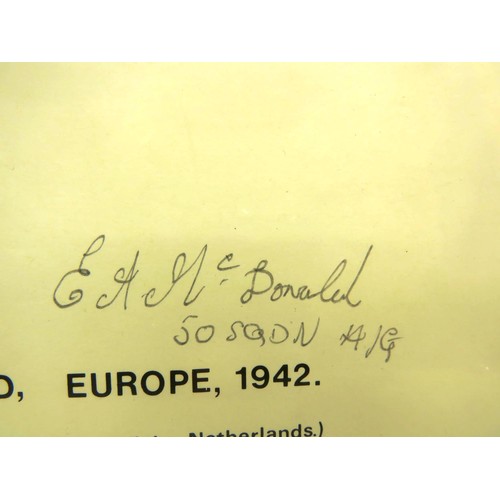 E A McDonald
50 SQDN A/G
D, EUROPE, 1942.
Netherlands.)